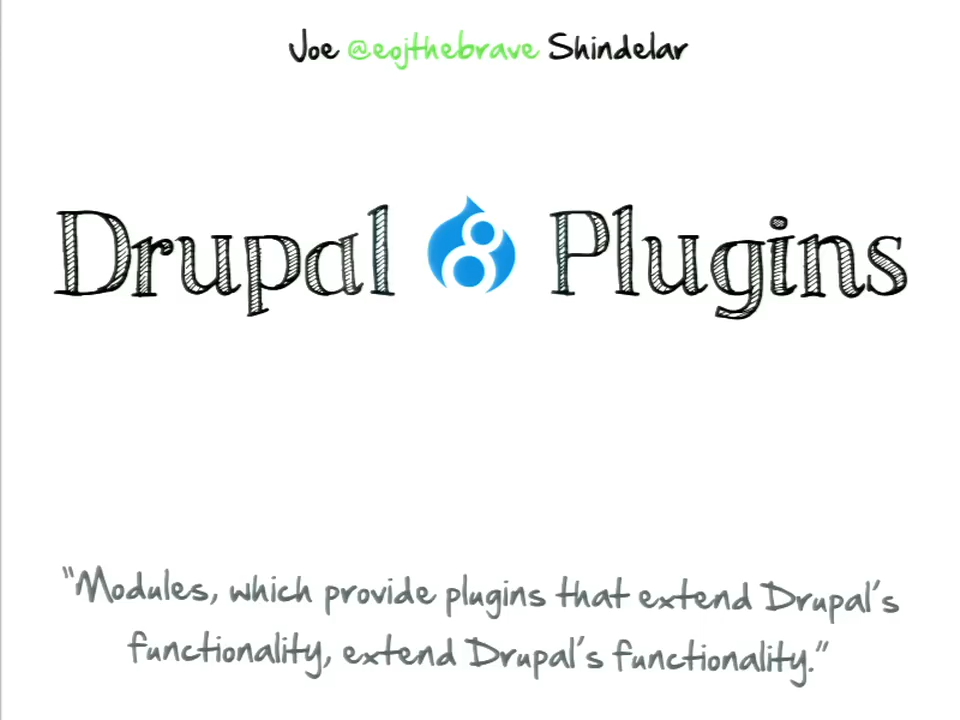 Joe @eojthebrave Shindelar
Drupal 8 Plugins
"Modules, which provide plugins that extend Drupal's
functionality, extend Drupal's functionality."